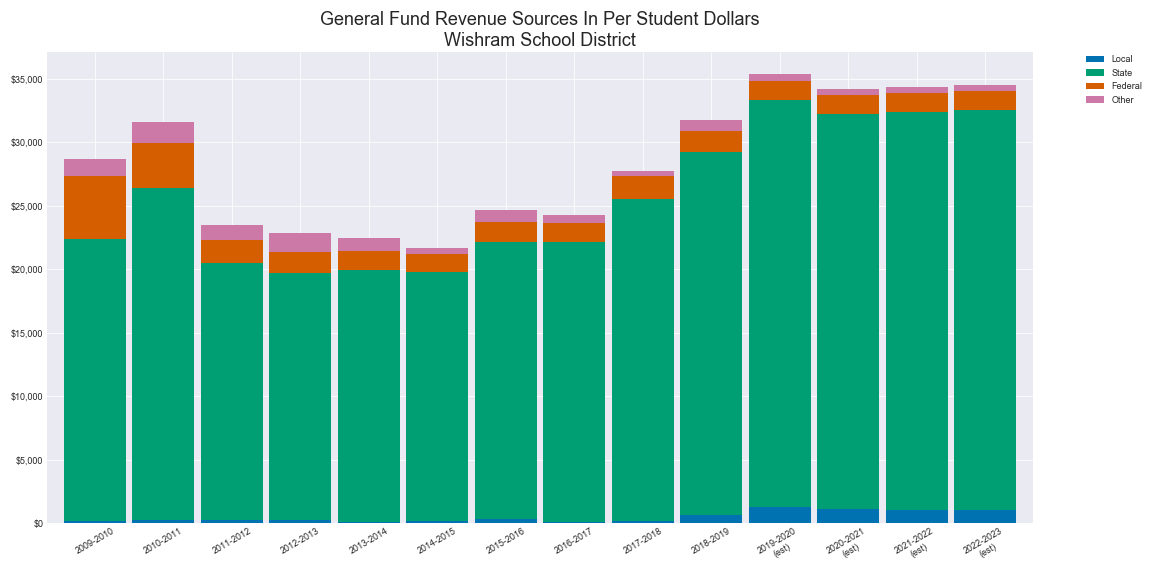 General Fund Revenue Sources In Per Student Dollars
Wishram School District
Local
State
Federal
Other
$35,000
$30,000
$25,000
$20,000
$15,000
$10,000
$5,000
$0
2009-2010
2010-2011
2011-2012
2012-2013
2013-2014
2014-2015
2015-2016
2016-2017
2017-2018
2018-2019
2019-2020
(est)
2020-2021
(est)
2021-2022
(est)
2022-2023
(est)